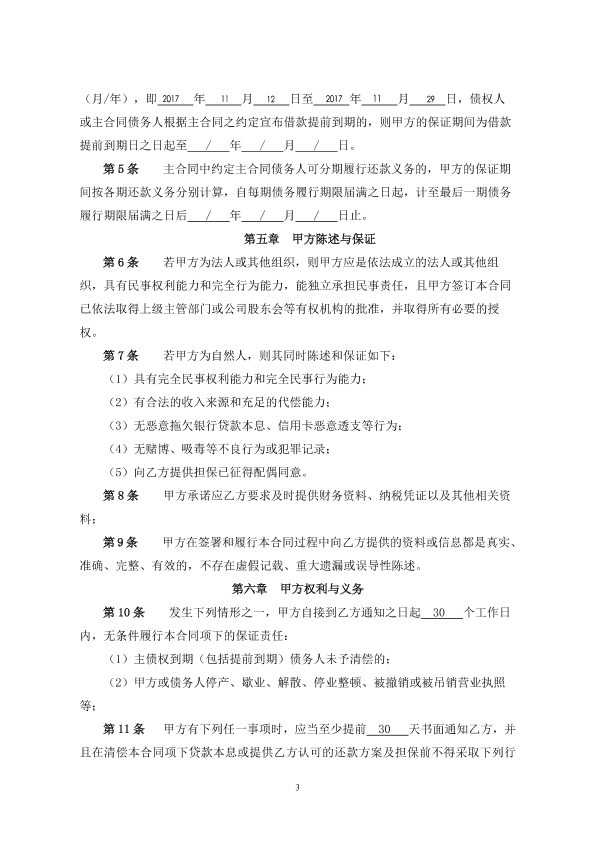 （月/年），即 2017 年 11 月 12 日至 2017 年 11 月 29 日，债权人
或主合同债务人根据主合同之约定宣布借款提前到期的，则甲方的保证期间为借款
提前到期日之日起至 / 年 / 月 / 日。
第 5 条 主合同中约定主合同债务人可分期履行还款义务的，甲方的保证期
间按各期还款义务分别计算，自每期债务履行期限届满之日起，计至最后一期债务
履行期限届满之日后 / 年 / 月 / 日止。
第五章 甲方陈述与保证
第 6 条 若甲方为法人或其他组织，则甲方应是依法成立的法人或其他组
织，具有民事权利能力和完全行为能力，能独立承担民事责任，且甲方签订本合同
已依法取得上级主管部门或公司股东会等有权机构的批准，并取得所有必要的授
权。
第 7 条 若甲方为自然人，则其同时陈述和保证如下：
（1）具有完全民事权利能力和完全民事行为能力；
（2）有合法的收入来源和充足的代偿能力；
（3）无恶意拖欠银行贷款本息、信用卡恶意透支等行为；
（4）无赌博、吸毒等不良行为或犯罪记录；
（5）向乙方提供担保已征得配偶同意。
第 8 条 甲方承诺应乙方要求及时提供财务资料、纳税凭证以及其他相关资
料；
第 9 条 甲方在签署和履行本合同过程中向乙方提供的资料或信息都是真实、
准确、完整、有效的，不存在虚假记载、重大遗漏或误导性陈述。
第六章 甲方权利与义务
第 10 条 发生下列情形之一，甲方自接到乙方通知之日起 30 个工作日
内，无条件履行本合同项下的保证责任：
（1）主债权到期（包括提前到期）债务人未予清偿的；
（2）甲方或债务人停产、歇业、解散、停业整顿、被撤销或被吊销营业执照
等；
第 11 条 甲方有下列任一事项时，应当至少提前 30 天书面通知乙方，并
且在清偿本合同项下贷款本息或提供乙方认可的还款方案及担保前不得采取下列行
3